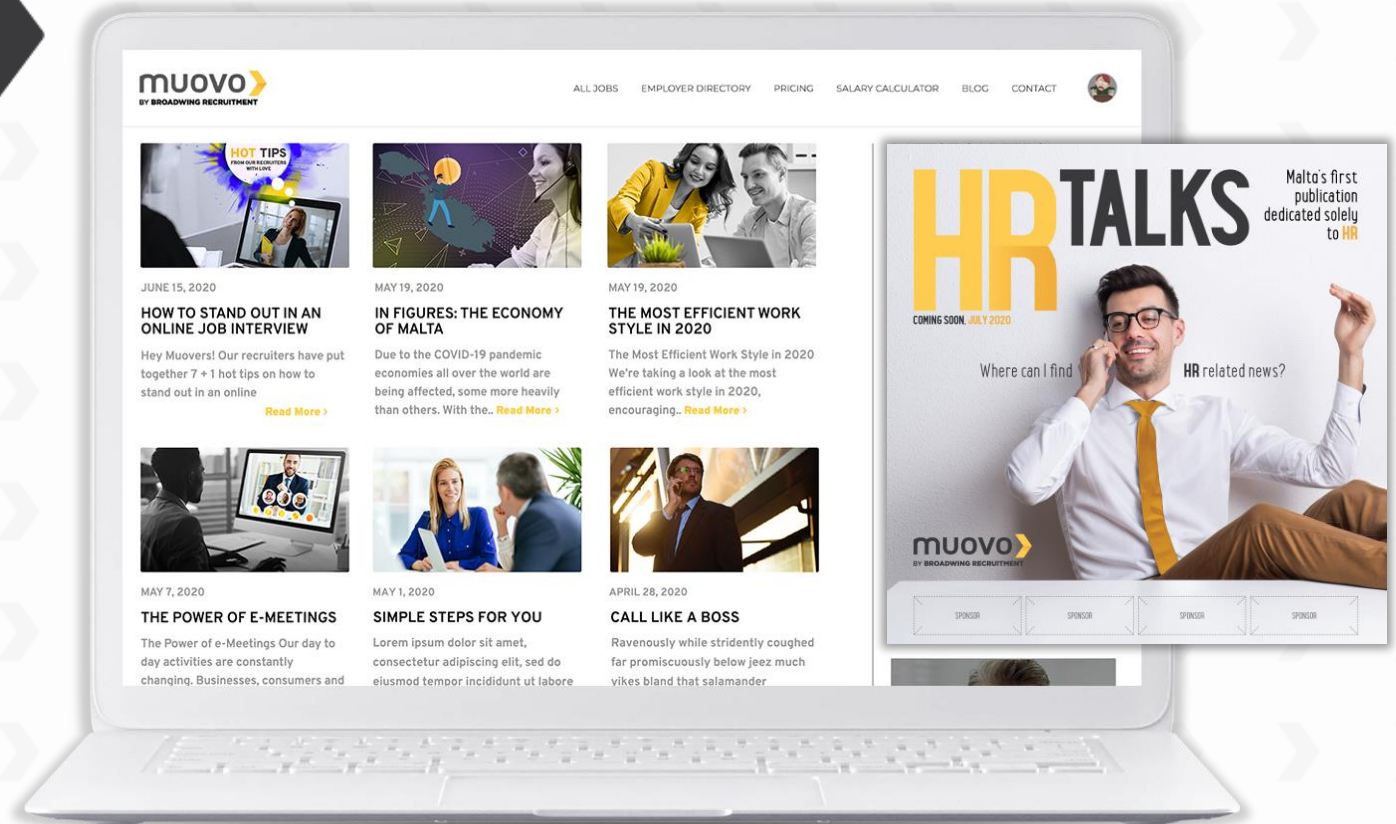 muovo
BY BROADWING RECRUITMENT
ALL JOBS
EMPLOYER DIRECTORY
PRICING
SALARY CALCULATOR
BLOG
CONTACT
HOT TIPS
FROM OUR RECRUITERS
WITH LOVE
JUNE 15, 2020
HOW TO STAND OUT IN AN
ONLINE JOB INTERVIEW
Hey Muovers! Our recruiters have put
together 7 + 1 hot tips on how to
stand out in an online
Read More >
MAY 19, 2020
IN FIGURES: THE ECONOMY
OF MALTA
Due to the COVID-19 pandemic
economies all over the world are
being affected, some more heavily
than others. With the.. Read More >
MAY 19, 2020
THE MOST EFFICIENT WORK
STYLE IN 2020
The Most Efficient Work Style in 2020
We're taking a look at the most
efficient work style in 2020,
encouraging.. Read More >
MAY 7, 2020
THE POWER OF E-MEETINGS
The Power of e-Meetings Our day to
day activities are constantly
changing. Businesses, consumers and
MAY 1, 2020
SIMPLE STEPS FOR YOU
Lorem ipsum dolor sit amet,
consectetur adipiscing elit, sed do
eiusmod tempor incididunt ut labore
APRIL 28, 2020
CALL LIKE A BOSS
Ravenously while stridently coughed
far promiscuously below jeez much
yikes bland that salamander
HR TALKS
Malta's first
publication
dedicated solely
to HR
COMING SOON, JULY 2020
Where can I find HR related news?
muovo
BY BROADWING RECRUITMENT
SPONSOR
SPONSOR
SPONSOR
SPONSOR